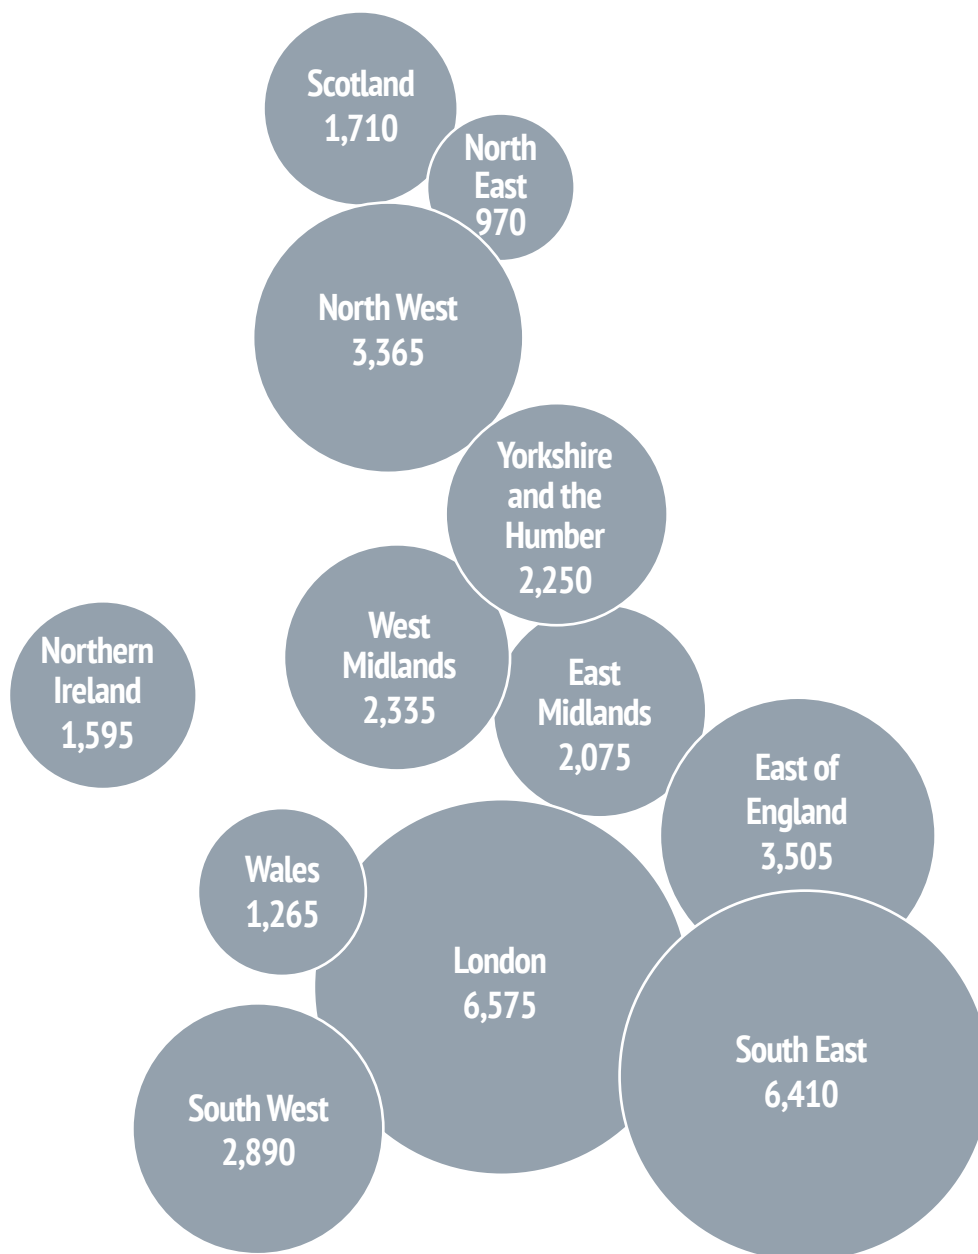 Scotland
1,710
North
East
970
North West
3,365
Yorkshire
and the
Humber
2,250
West
Midlands
2,335
Northern
Ireland
1,595
East
Midlands
2,075
East of
England
3,505
Wales
1,265
London
6,575
South East
6,410
South West
2,890